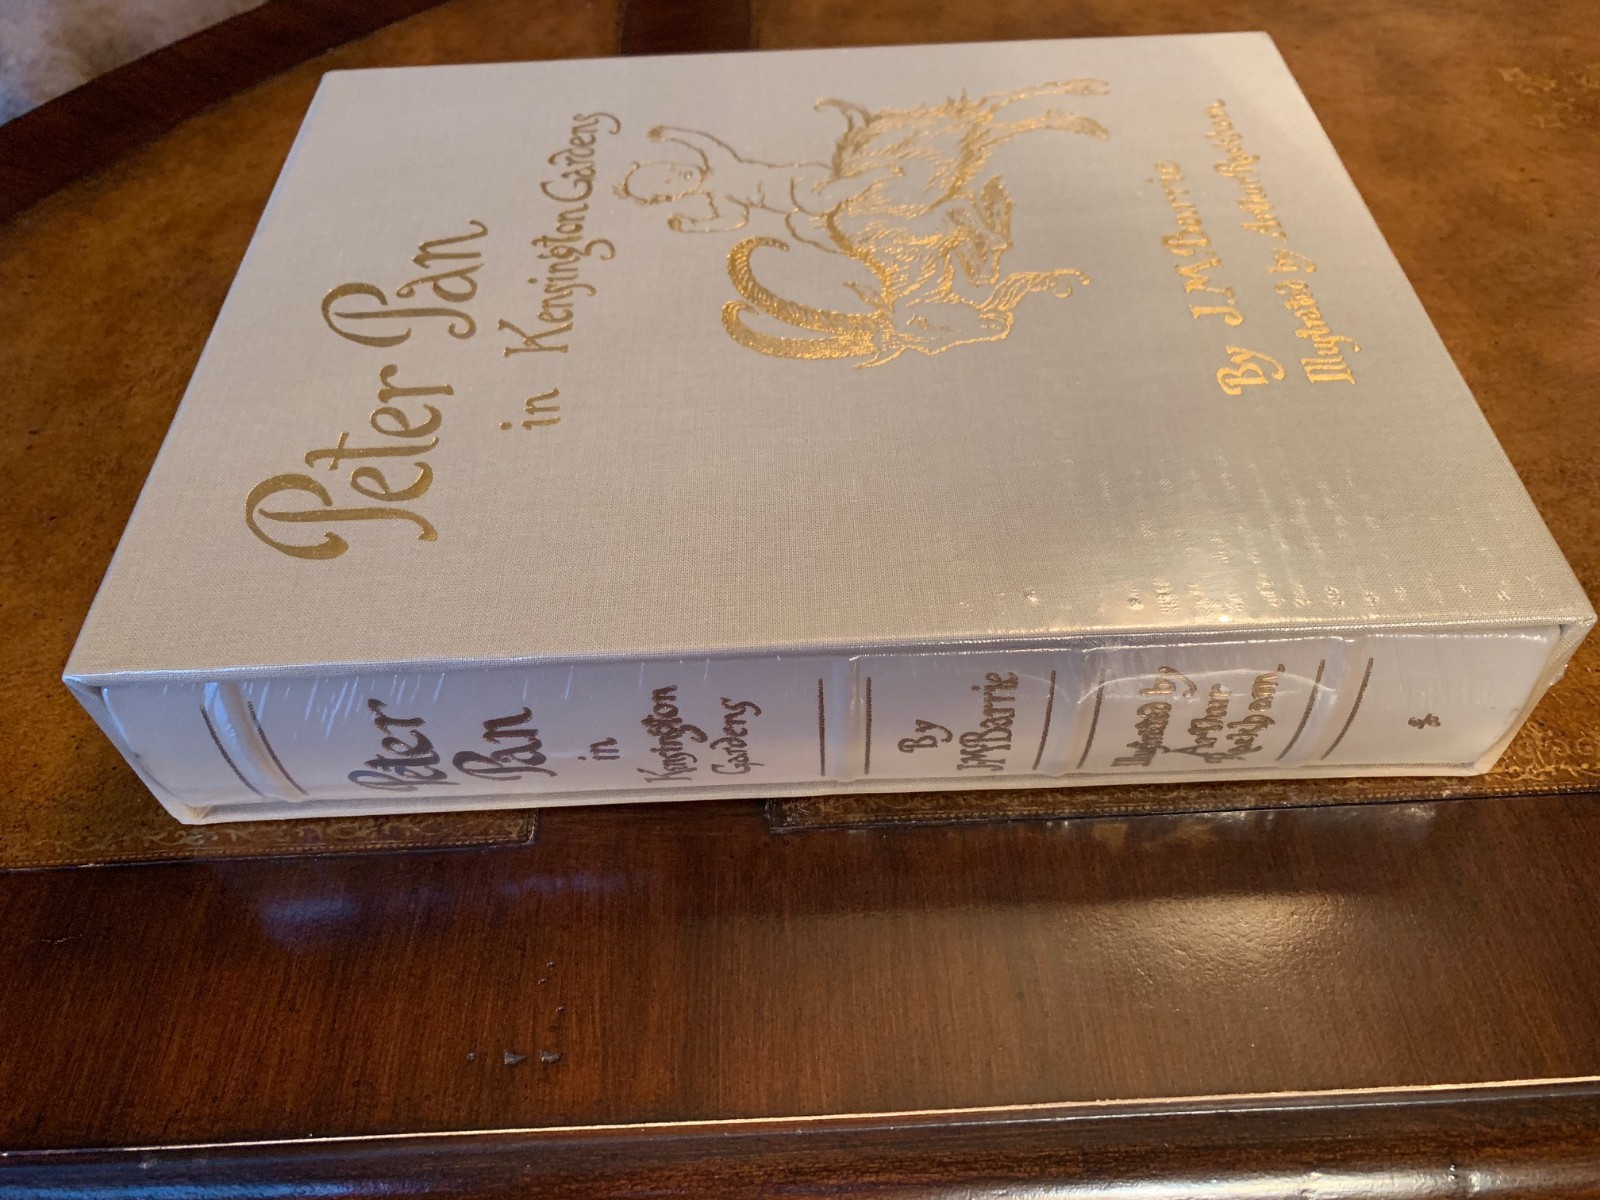 Peter Pan
in Kensington Gardens
By J.M.Barrie
Illustrated by Arthur Rackham
Peter
Pan
in
Kensington
Gardens
By
J.M.Barrie
Illustrated by
Arthur
Rackham